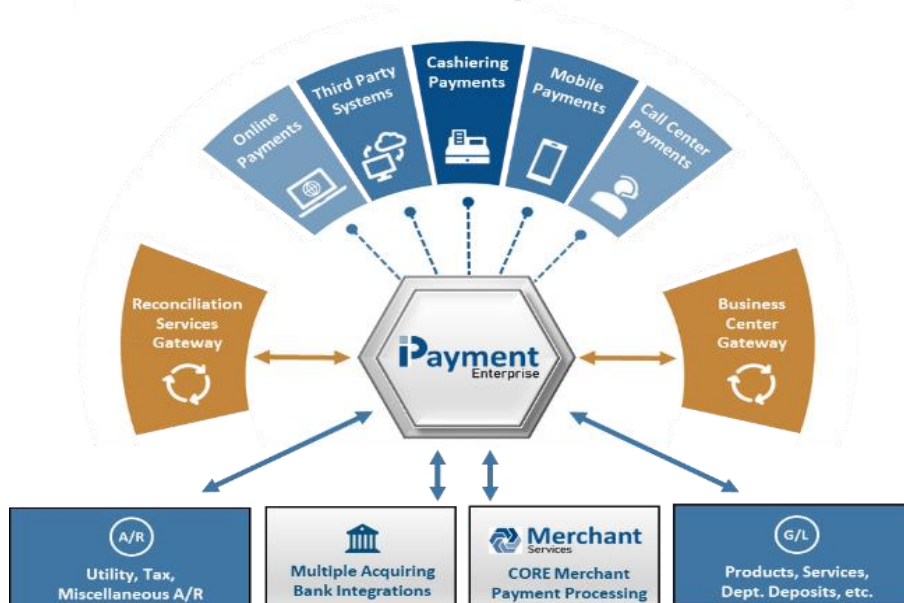 Online
Payments
Third Party
Systems
Cashiering
Payments
Mobile
Payments
Call Center
Payments
Reconciliation
Services
Gateway
iPayment
Enterprise
Business
Center
Gateway
A/R
Utility, Tax,
Miscellaneous A/R
Multiple Acquiring
Bank Integrations
Merchant
Services
CORE Merchant
Payment Processing
G/L
Products, Services,
Dept. Deposits, etc.